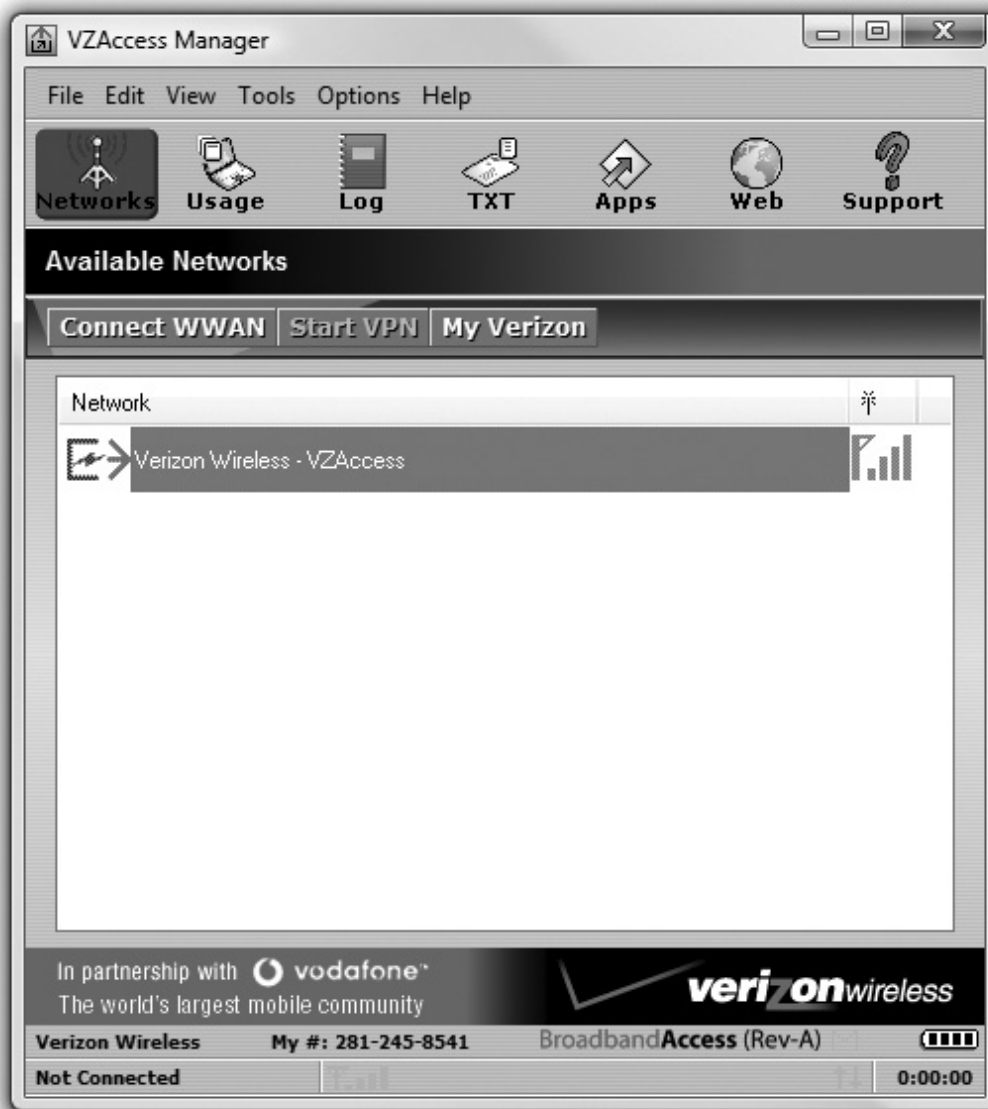 VZAccess Manager
File Edit View Tools Options Help
Networks Usage Log TXT Apps Web Support
Available Networks
Connect WWAN Start VPN My Verizon
Network
Verizon Wireless - VZAccess
In partnership with vodafone™
The world's largest mobile community
verizonwireless
Verizon Wireless My #: 281-245-8541 BroadbandAccess (Rev-A)
Not Connected 0:00:00